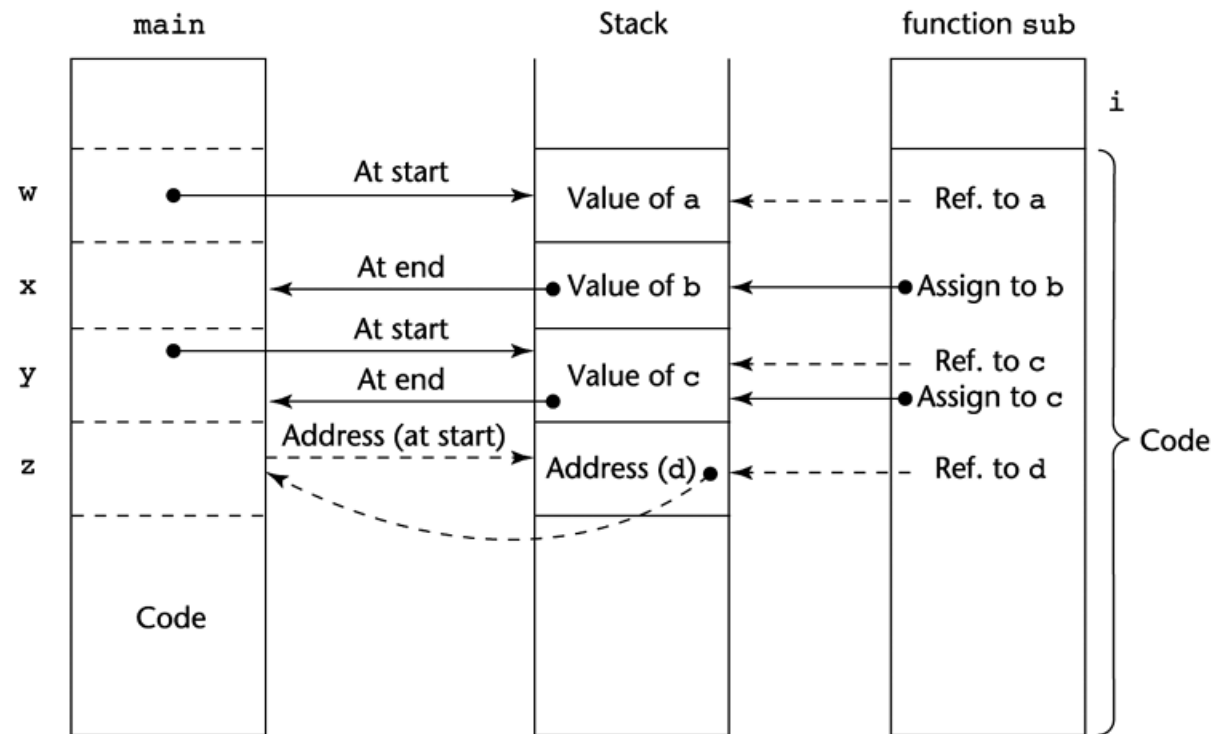 main
Stack
function sub
i
At start
w
Value of a
Ref. to a
At end
x
Value of b
Assign to b
At start
Ref. to c
y
Value of c
At end
Assign to c
Address (at start)
Code
z
Address (d)
Ref. to d
Code